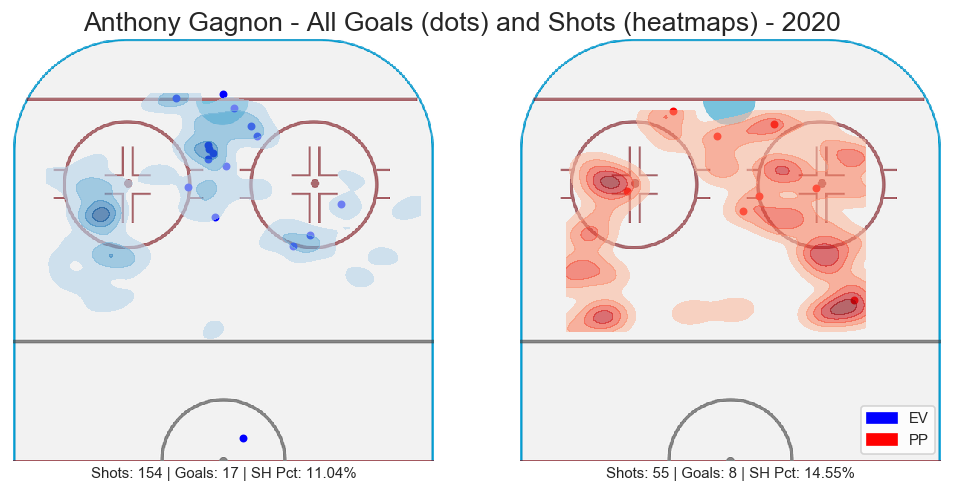 Anthony Gagnon - All Goals (dots) and Shots (heatmaps) - 2020
EV
PP
Shots: 154 | Goals: 17 | SH Pct: 11.04%
Shots: 55 | Goals: 8 | SH Pct: 14.55%